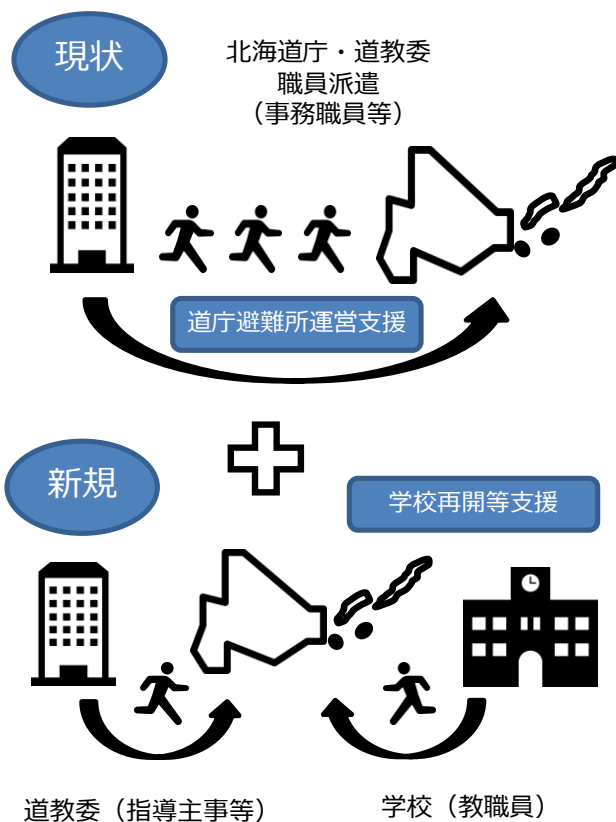 現状
北海道庁・道教委
職員派遣
（事務職員等）
道庁避難所運営支援
新規
学校再開等支援
道教委（指導主事等）
学校（教職員）